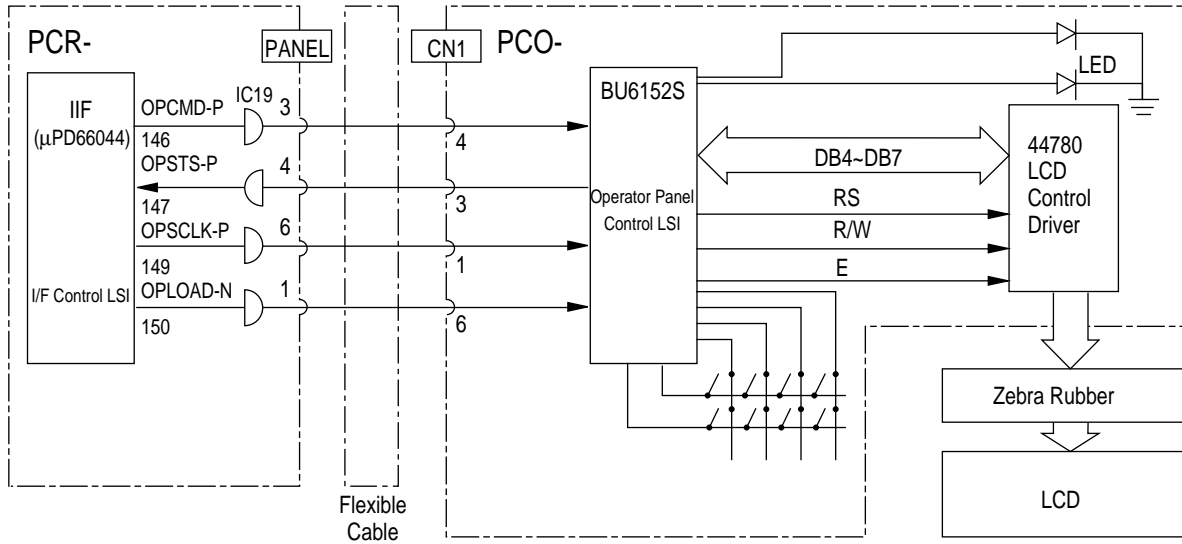 PCR-
PANEL
CN1
PCO-
IIF
(μPD66044)
I/F Control LSI
OPCMD-P
IC19
3
146
4
OPSTS-P
4
147
3
OPSCLK-P
6
149
1
OPLOAD-N
1
150
6
Flexible
Cable
BU6152S
Operator Panel
Control LSI
LED
DB4~DB7
RS
R/W
E
44780
LCD
Control
Driver
Zebra Rubber
LCD